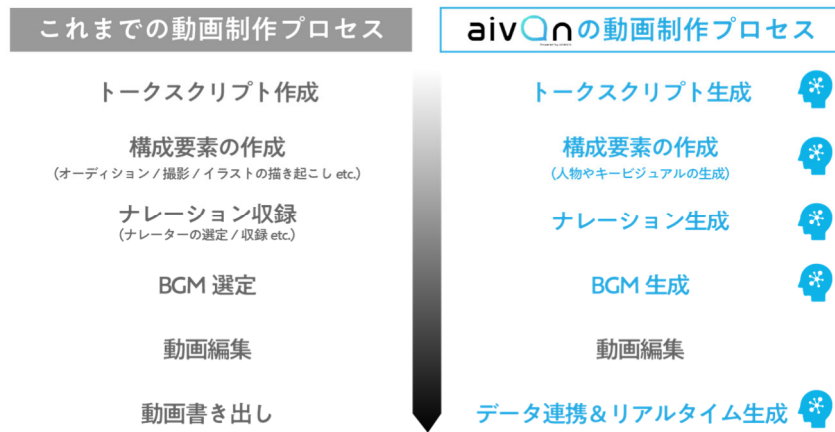 これまでの動画制作プロセス
トークスクリプト作成
構成要素の作成
（オーディション / 撮影 / イラストの描き起こし etc.）
ナレーション収録
（ナレーターの選定 / 収録 etc.）
BGM 選定
動画編集
動画書き出し
aivanの動画制作プロセス
トークスクリプト生成
構成要素の作成
（人物やキービジュアルの生成）
ナレーション生成
BGM 生成
動画編集
データ連携＆リアルタイム生成